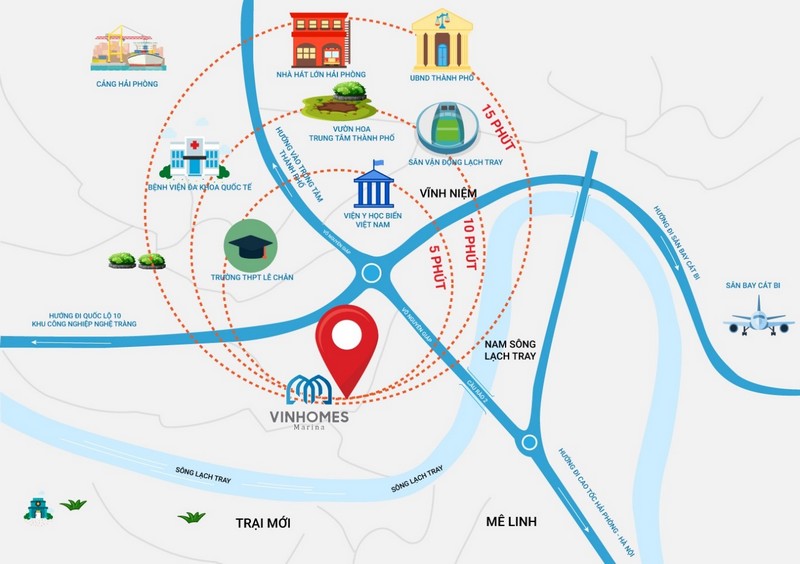 CẢNG HẢI PHÒNG
NHÀ HÁT LỚN HẢI PHÒNG
UBND THÀNH PHỐ
15 PHÚT
VƯỜN HOA
TRUNG TÂM THÀNH PHỐ
SÂN VẬN ĐỘNG LẠCH TRAY
HƯỚNG VÀO TRUNG TÂM
THÀNH PHỐ
BỆNH VIỆN ĐA KHOA QUỐC TẾ
VĨNH NIỆM
VIỆN Y HỌC BIỂN
VIỆT NAM
10 PHÚT
5 PHÚT
VÕ NGUYÊN GIÁP
TRƯỜNG THPT LÊ CHÂN
HƯỚNG ĐI SÂN BAY CÁT BI
SÂN BAY CÁT BI
HƯỚNG ĐI QUỐC LỘ 10
KHU CÔNG NGHIỆP NGHỆ TRÀNG
VÕ NGUYÊN GIÁP
NAM SÔNG
LẠCH TRAY
CẦU RÀO 2
VINHOMES
Marina
SÔNG LẠCH TRAY
SÔNG LẠCH TRAY
HƯỚNG ĐI CAO TỐC HẢI PHÒNG - HÀ NỘI
TRẠI MỚI
MÊ LINH